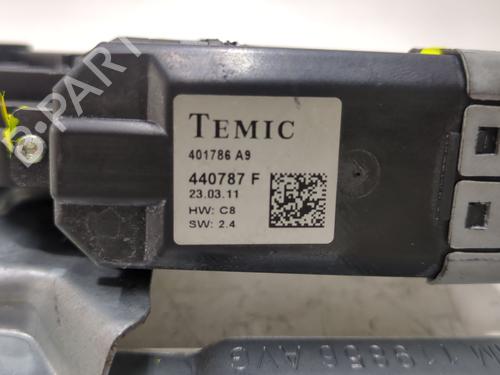 TEMIC
401786 A9
440787 F
23.03.11
HW: C8
SW: 2.4
B-PARTS